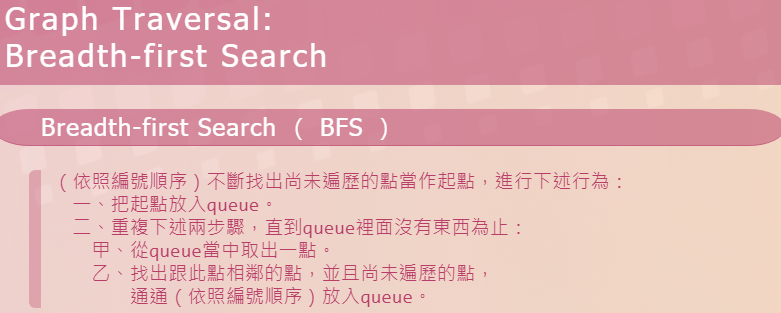 Graph Traversal:
Breadth-first Search
Breadth-first Search ( BFS )
(依照編號順序)不斷找出尚未遍歷的點當作起點,進行下述行為:
一、把起點放入queue。
二、重複下述兩步驟,直到queue裡面沒有東西為止:
甲、從queue當中取出一點。
乙、找出跟此點相鄰的點,並且尚未遍歷的點,
通通(依照編號順序)放入queue。